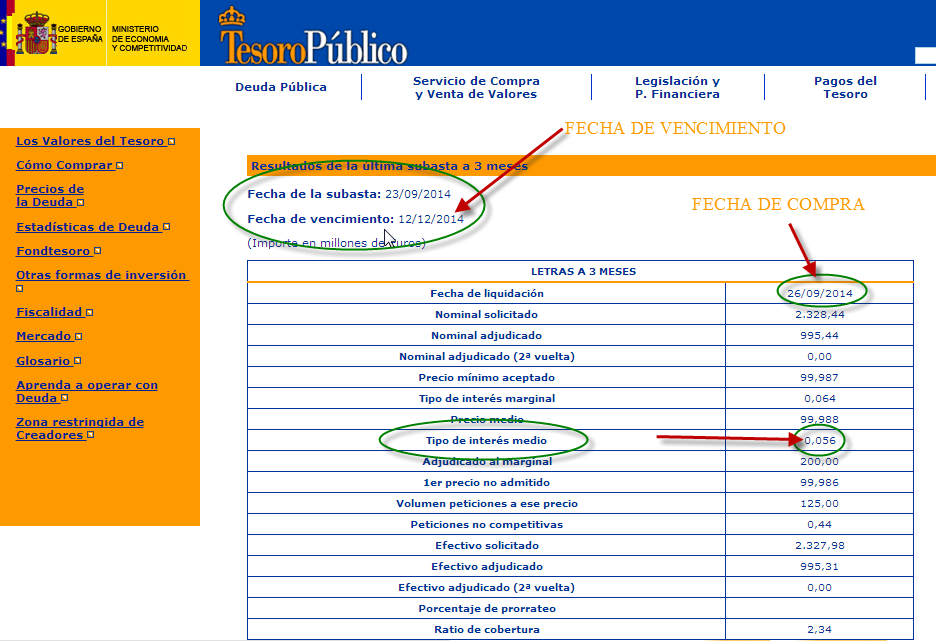 GOBIERNO
DE ESPAÑA
MINISTERIO
DE ECONOMIA
Y COMPETITIVIDAD
TesoroPúblico
Deuda Pública
Servicio de Compra
y Venta de Valores
Legislación y
P. Financiera
Pagos del
Tesoro
Los Valores del Tesoro
Cómo Comprar
Precios de
la Deuda
Estadísticas de Deuda
Fondtesoro
Otras formas de inversión
Fiscalidad
Mercado
Glosario
Aprenda a operar con
Deuda
Zona restringida de
Creadores
FECHA DE VENCIMIENTO
Resultados de la última subasta a 3 meses
Fecha de la subasta: 23/09/2014
Fecha de vencimiento: 12/12/2014
(Importe en millones de euros)
FECHA DE COMPRA
LETRAS A 3 MESES
Fecha de liquidación 26/09/2014
Nominal solicitado 2.328,44
Nominal adjudicado 995,44
Nominal adjudicado (2ª vuelta) 0,00
Precio mínimo aceptado 99,987
Tipo de interés marginal 0,064
Precio medio 99,988
Tipo de interés medio 0,056
Adjudicado al marginal 200,00
1er precio no admitido 99,986
Volumen peticiones a ese precio 125,00
Peticiones no competitivas 0,44
Efectivo solicitado 2.327,98
Efectivo adjudicado 995,31
Efectivo adjudicado (2ª vuelta) 0,00
Porcentaje de prorrateo
Ratio de cobertura 2,34